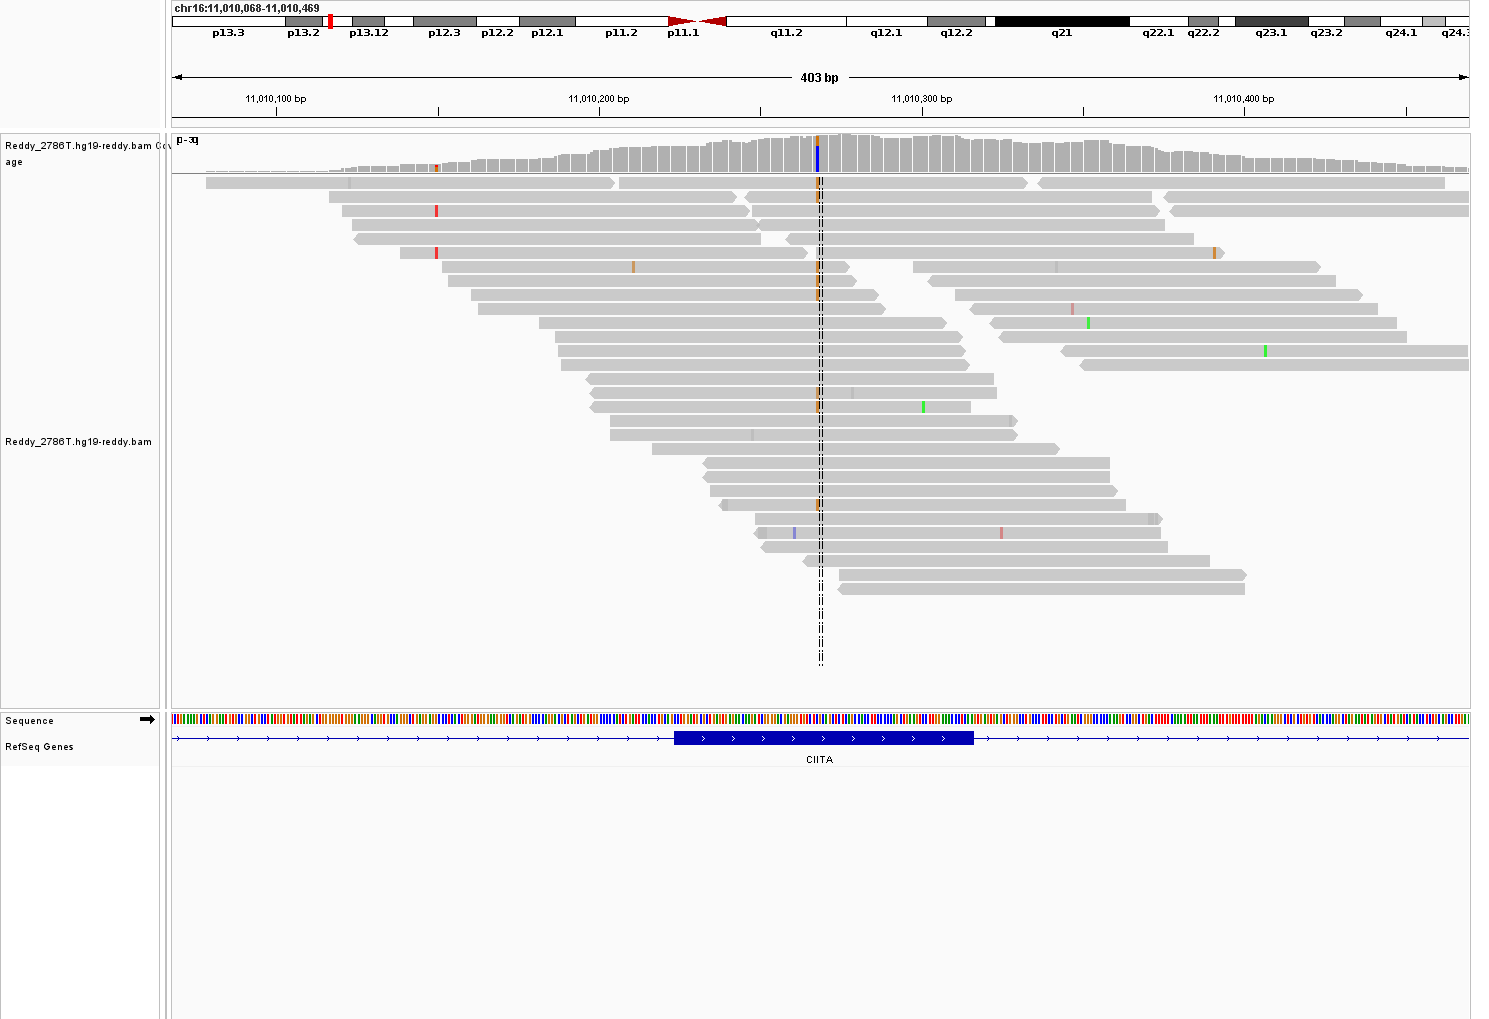 chr16:11,010,068-11,010,469
p13.3 p13.2 p13.12 p12.3 p12.2 p12.1 p11.2 p11.1 q11.2 q12.1 q12.2 q21 q22.1 q22.2 q23.1 q23.2 q24.1 q24.3
403 bp
11,010,100 bp 11,010,200 bp 11,010,300 bp 11,010,400 bp
Reddy_2786T.hg19-reddy.bam Cov
age
Reddy_2786T.hg19-reddy.bam
Sequence
RefSeq Genes
CIITA